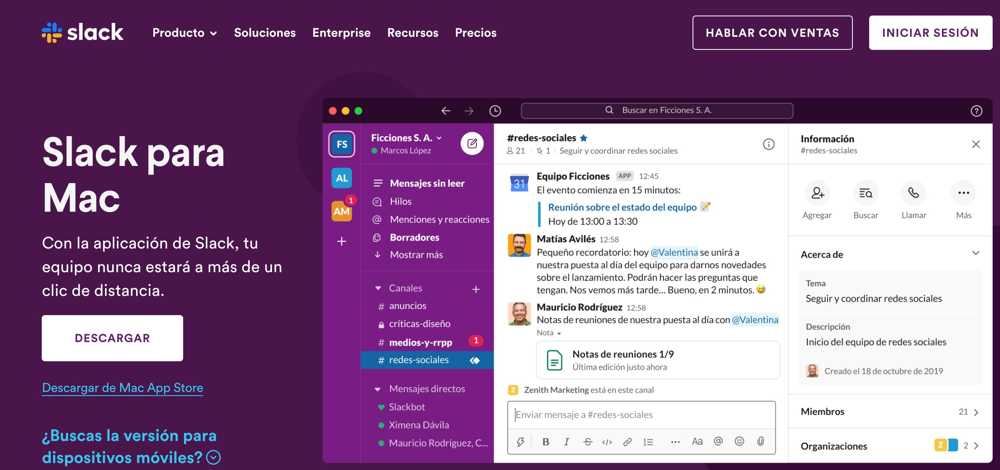 slack
Producto
Soluciones
Enterprise
Recursos
Precios
HABLAR CON VENTAS
INICIAR SESIÓN
Slack para
Mac
Con la aplicación de Slack, tu
equipo nunca estará a más de un
clic de distancia.
DESCARGAR
Descargar de Mac App Store
¿Buscas la versión para
dispositivos móviles?
Buscar en Ficciones S. A.
FS
AL
1
AM
Ficciones S. A.
Marcos López
Mensajes sin leer
Hilos
Menciones y reacciones
Borradores
Mostrar más
Canales
# anuncios
críticas-diseño
# medios-y-rrpp 1
# redes-sociales
Mensajes directos
Slackbot
Ximena Dávila
Mauricio Rodríguez, C...
#redes-sociales
21 | 1 | Seguir y coordinar redes sociales
31
Equipo Ficciones APP 12:45
El evento comienza en 15 minutos:
Reunión sobre el estado del equipo
Hoy de 13:00 a 13:30
Matías Avilés 12:58
Pequeño recordatorio: hoy @Valentina se unirá a
nuestra puesta al día del equipo para darnos novedades
sobre el lanzamiento. Podrán hacer las preguntas que
tengan. Nos vemos más tarde... Bueno, en 2 minutos. 😅
Mauricio Rodríguez 12:58
Notas de reuniones de nuestra puesta al día con @Valentina
Nota
Notas de reuniones 1/9
Última edición justo ahora
Z Zenith Marketing está en este canal
Enviar mensaje a #redes-sociales
B I S </> Aa @
Información
#redes-sociales
Agregar
Buscar
Llamar
Más
Acerca de
Tema
Seguir y coordinar redes sociales
Descripción
Inicio del equipo de redes sociales
Creado el 18 de octubre de 2019
Miembros 21
Organizaciones Z 2